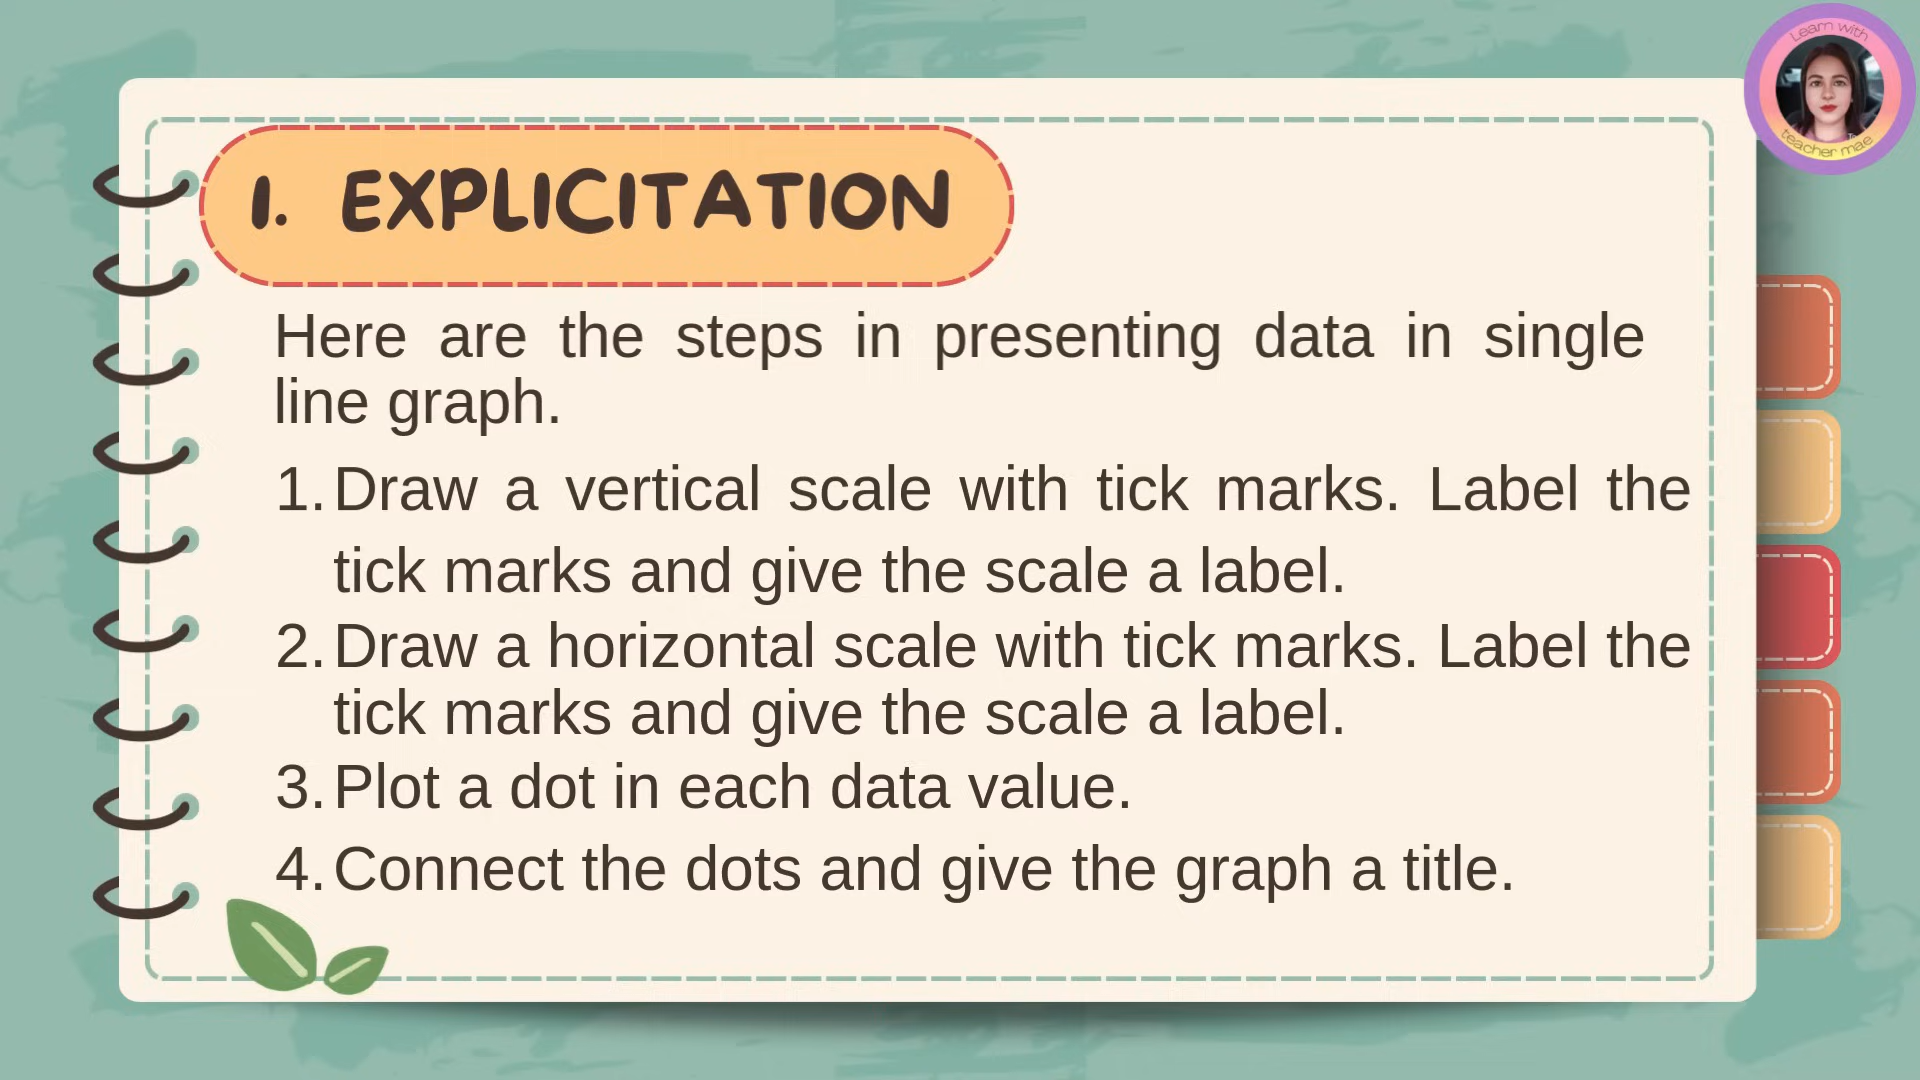 Learn with
teacher mae
1. EXPLICITATION
Here are the steps in presenting data in single
line graph.
1. Draw a vertical scale with tick marks. Label the
tick marks and give the scale a label.
2. Draw a horizontal scale with tick marks. Label the
tick marks and give the scale a label.
3. Plot a dot in each data value.
4. Connect the dots and give the graph a title.